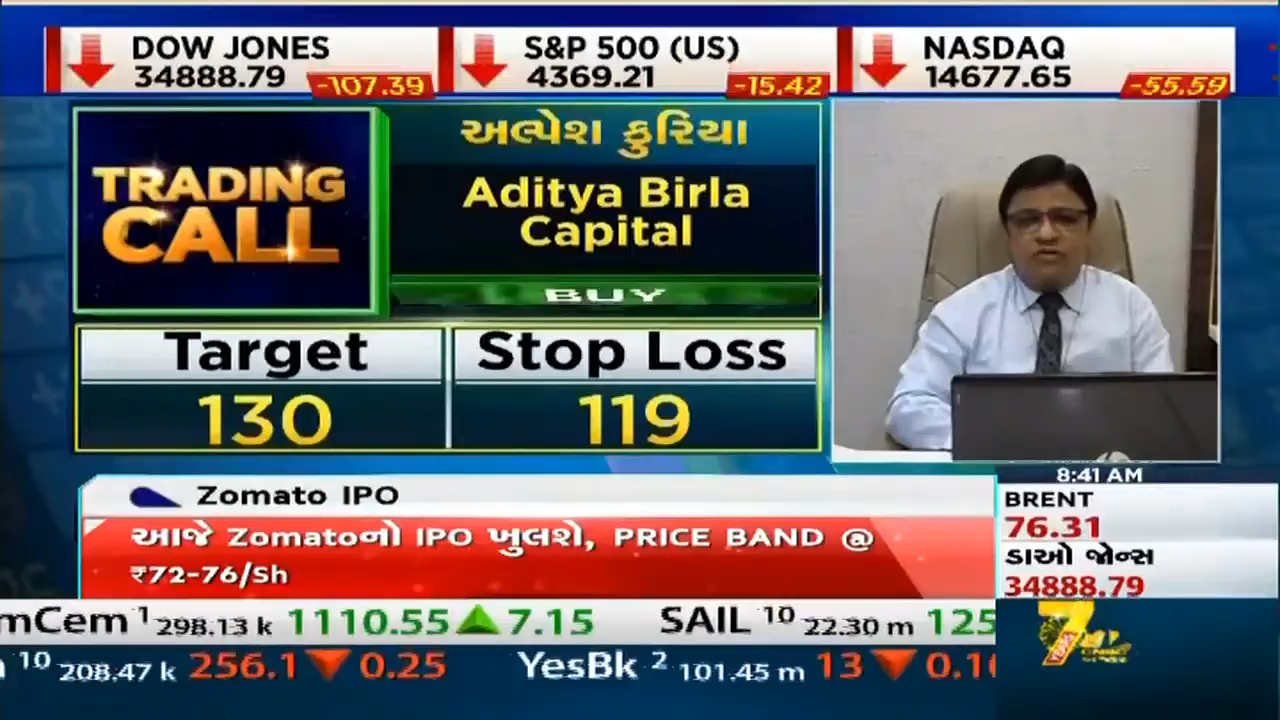 DOW JONES
34888.79
-107.39
S&P 500 (US)
4369.21
-15.42
NASDAQ
14677.65
-55.59
TRADING
CALL
અલ્પેશ કુરિયા
Aditya Birla
Capital
BUY
Target
130
Stop Loss
119
8:41 AM
Zomato IPO
આજે Zomatoનો IPO ખુલશે, PRICE BAND @
₹72-76/Sh
BRENT
76.31
ડાઓ જોન્સ
34888.79
mCem 1 298.13 k 1110.55 7.15 SAIL 10 22.30 m 125
10 208.47 k 256.1 0.25 YesBk 2 101.45 m 13 0.1
7